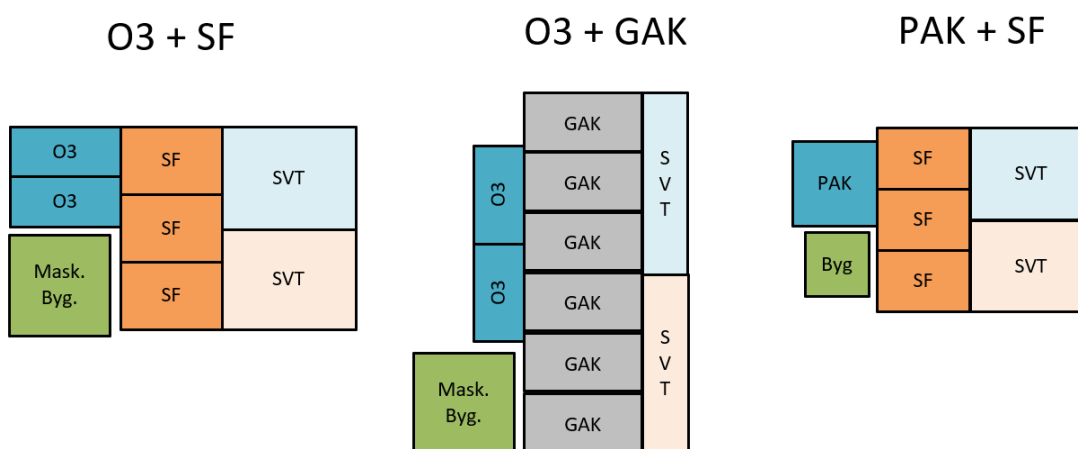 O3 + SF
O3 + GAK
PAK + SF
O3
O3
SF
SF
SF
SVT
SVT
Mask.
Byg.
O3
O3
GAK
GAK
GAK
GAK
GAK
GAK
S
V
T
S
V
T
Mask.
Byg.
PAK
Byg
SF
SF
SF
SVT
SVT